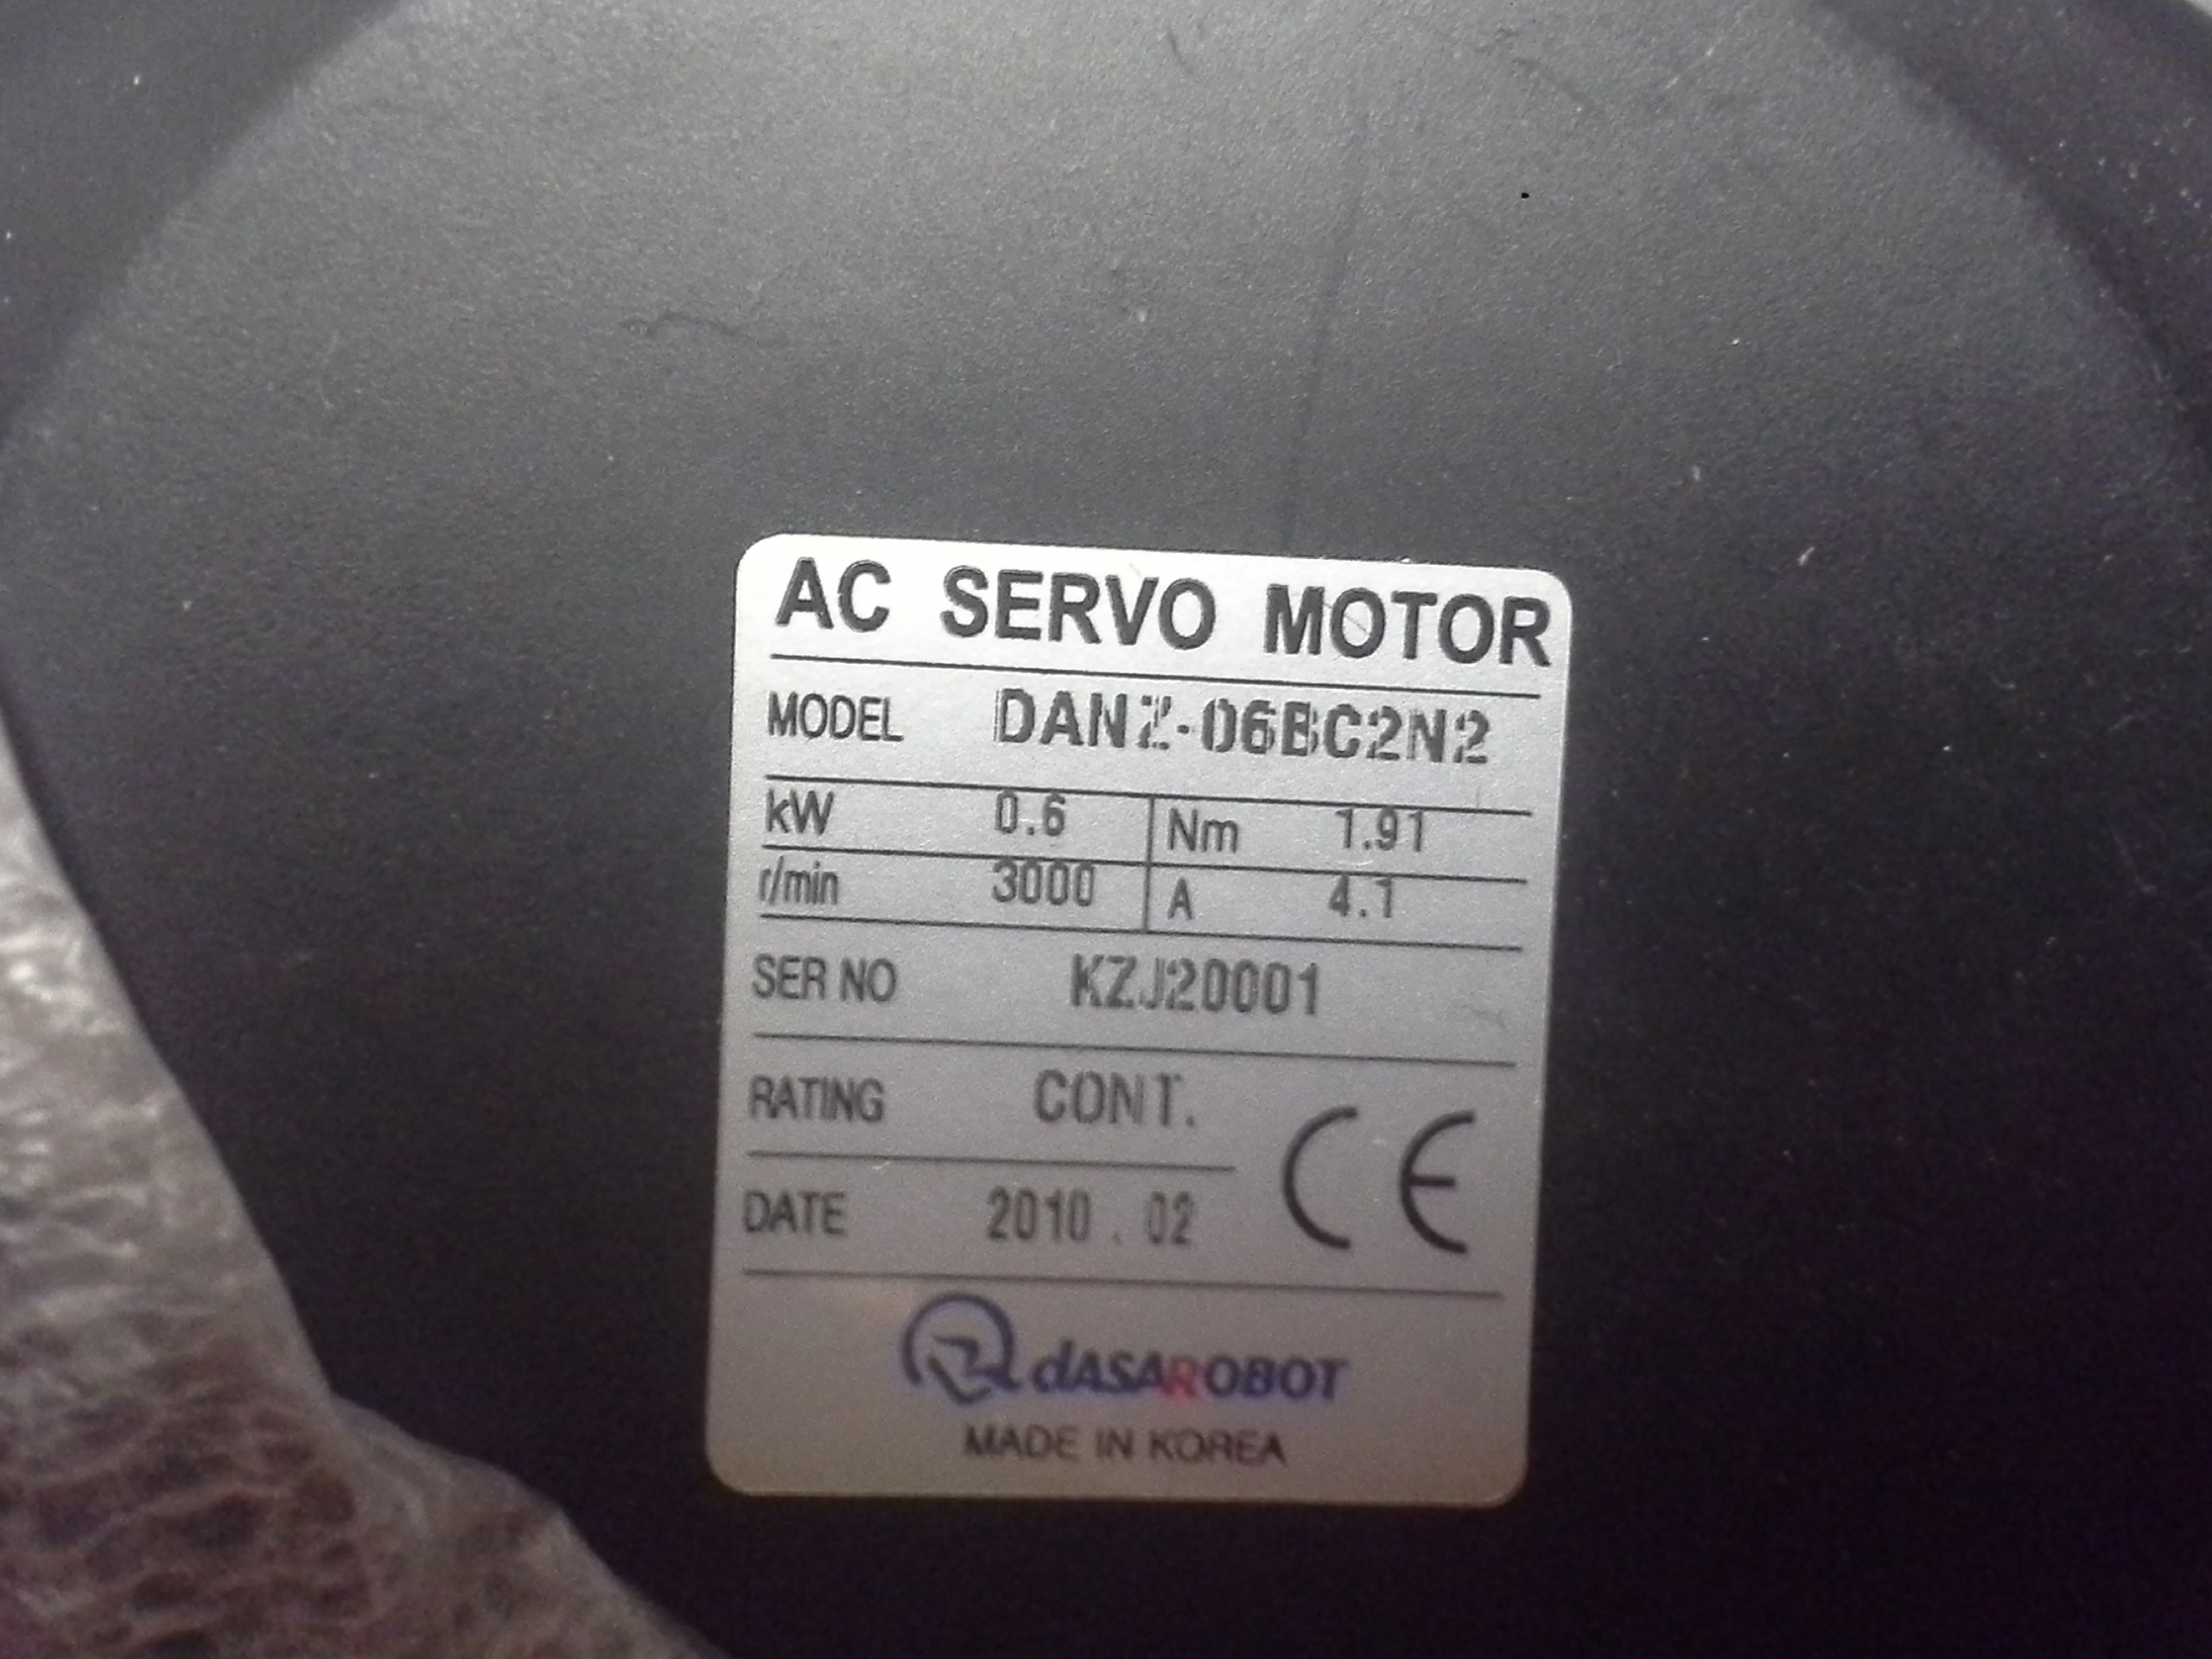 AC SERVO MOTOR
MODEL DANZ-06BC2N2
kW 0.6 Nm 1.91
r/min 3000 A 4.1
SER NO KZJ20001
RATING CONT.
DATE 2010 . 02
CE
dASAROBOT
MADE IN KOREA